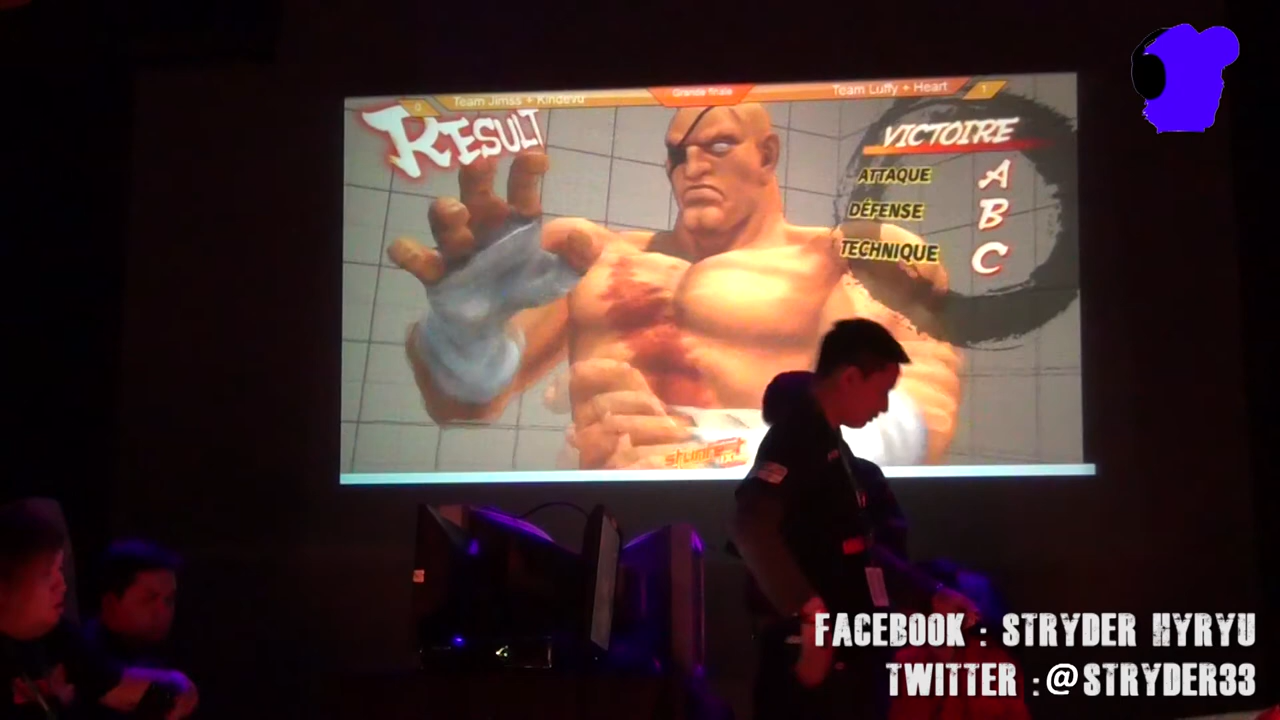 0 Team Jimss + Kindevu Grande finale Team Luffy + Heart 1
RESULT
VICTOIRE
ATTAQUE A
DÉFENSE B
TECHNIQUE C
FACEBOOK : STRYDER HYRYU
TWITTER :@STRYDER33